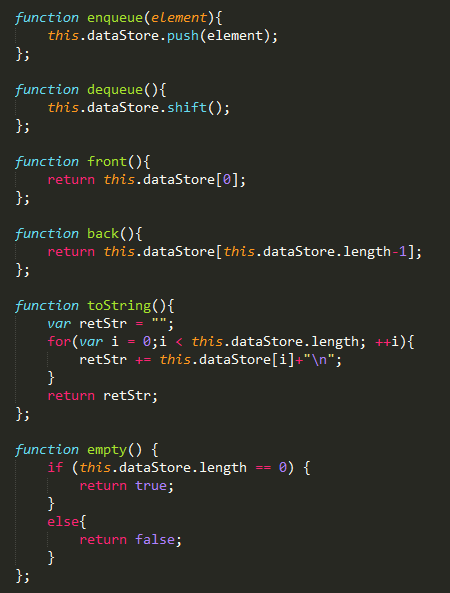 function enqueue(element){
    this.dataStore.push(element);
};

function dequeue(){
    this.dataStore.shift();
};

function front(){
    return this.dataStore[0];
};

function back(){
    return this.dataStore[this.dataStore.length-1];
};

function toString(){
    var retStr = "";
    for(var i = 0;i < this.dataStore.length; ++i){
        retStr += this.dataStore[i]+"\n";
    }
    return retStr;
};

function empty() {
    if (this.dataStore.length == 0) {
        return true;
    }
    else{
        return false;
    }
};